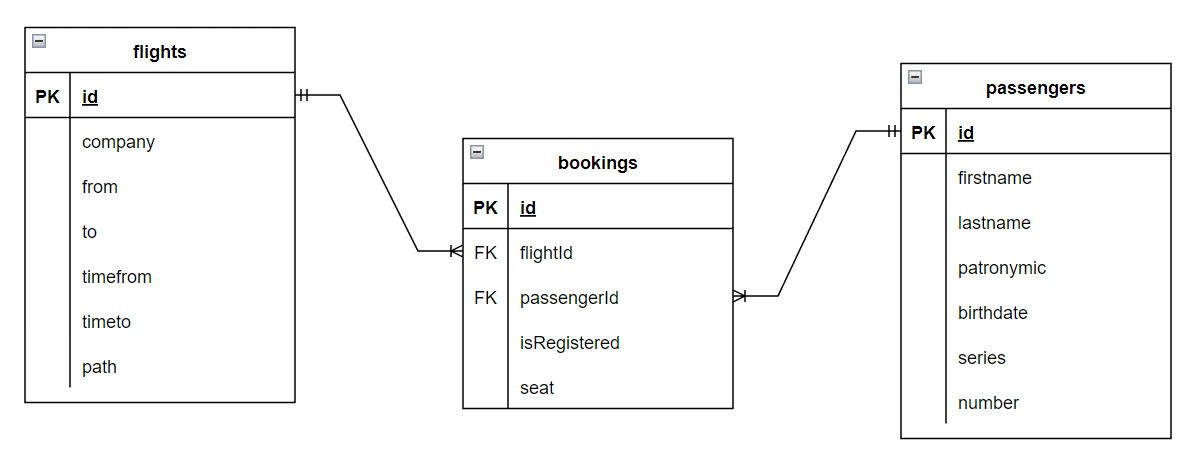 flights
PK id
company
from
to
timefrom
timeto
path
bookings
PK id
FK flightId
FK passengerId
isRegistered
seat
passengers
PK id
firstname
lastname
patronymic
birthdate
series
number